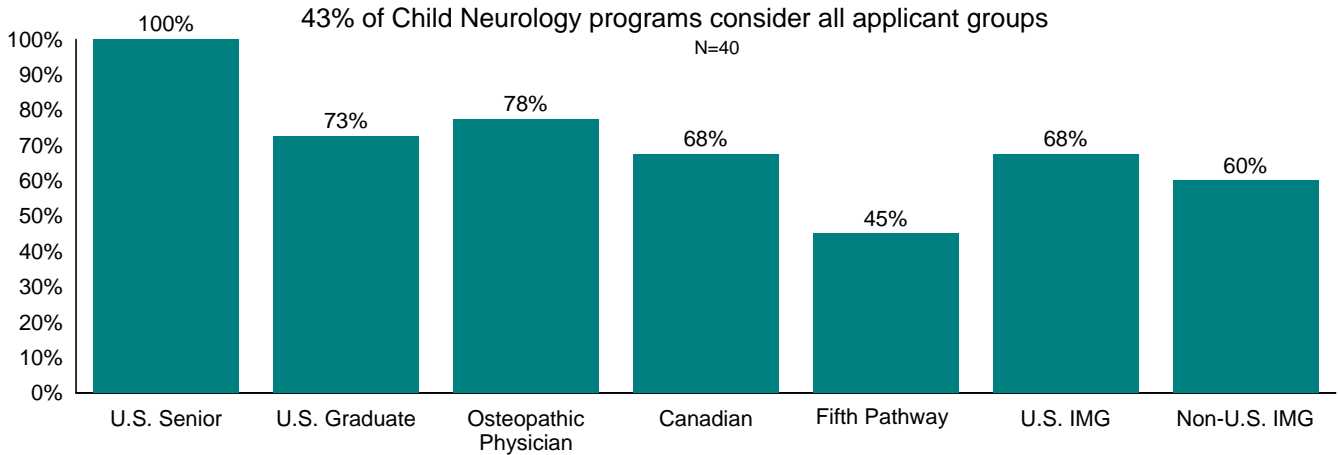 43% of Child Neurology programs consider all applicant groups
N=40
100%
90%
80%
70%
60%
50%
40%
30%
20%
10%
0%
100%
73%
78%
68%
45%
68%
60%
U.S. Senior
U.S. Graduate
Osteopathic
Physician
Canadian
Fifth Pathway
U.S. IMG
Non-U.S. IMG